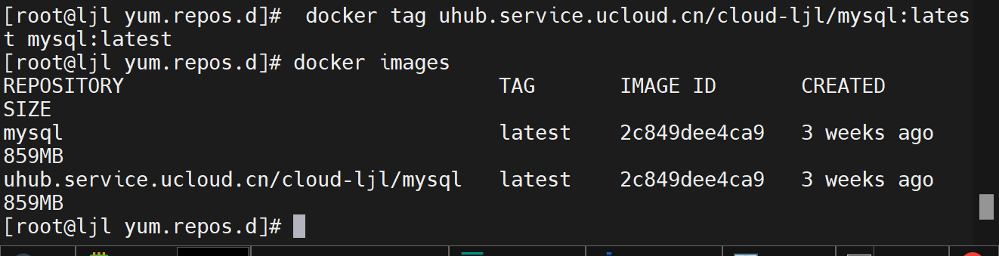 [root@ljl yum.repos.d]#  docker tag uhub.service.ucloud.cn/cloud-ljl/mysql:lates
t mysql:latest
[root@ljl yum.repos.d]# docker images
REPOSITORY                               TAG       IMAGE ID       CREATED
SIZE
mysql                                    latest    2c849dee4ca9   3 weeks ago
859MB
uhub.service.ucloud.cn/cloud-ljl/mysql   latest    2c849dee4ca9   3 weeks ago
859MB
[root@ljl yum.repos.d]#